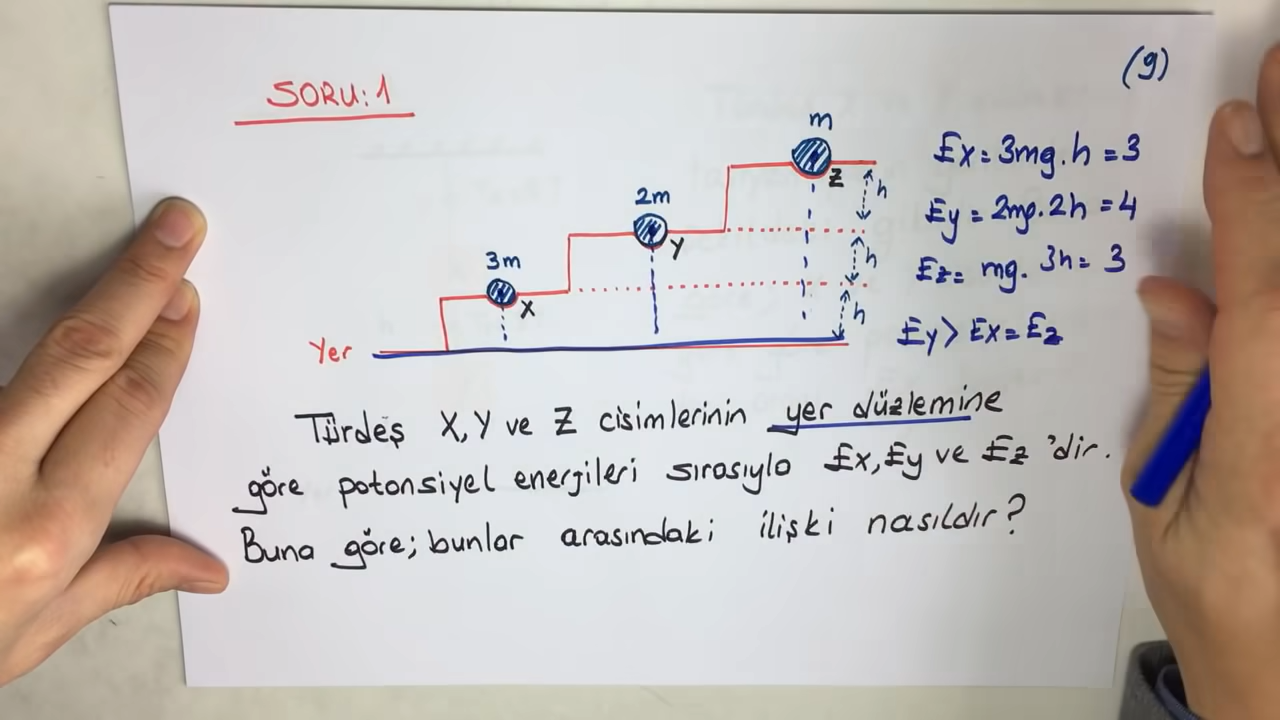 (9)
SORU:1
m
Z
h
2m
Y
h
3m
X
h
Yer
Ex = 3mg.h = 3
Ey = 2mg.2h = 4
Ez = mg. 3h = 3
Ey > Ex = Ez
Türdeş X, Y ve Z cisimlerinin yer düzlemine
göre potonsiyel enerjileri sırasıyla Ex, Ey ve Ez 'dir.
Buna göre; bunlar arasındaki ilişki nasıldır?